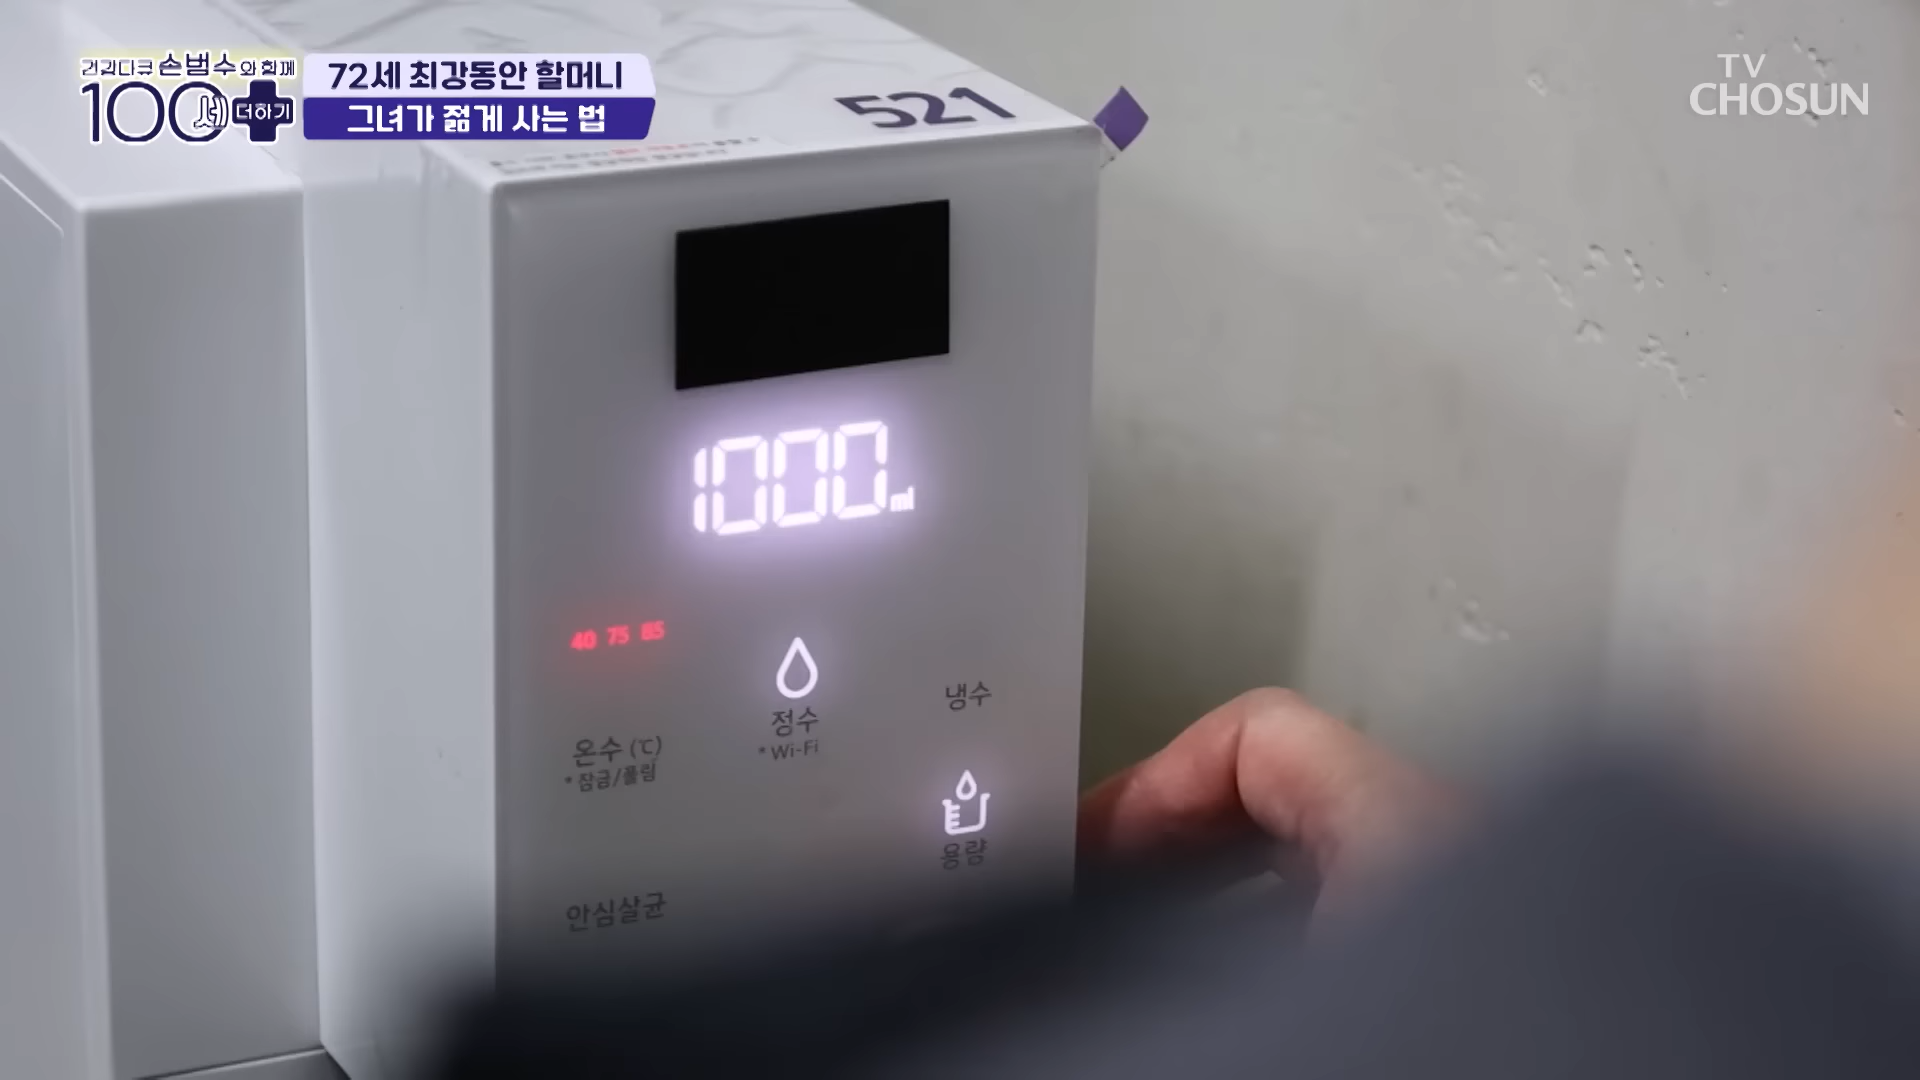 건강다큐 손범수와 함께
100세 더하기
72세 최강동안 할머니
그녀가 젊게 사는 법
TV
CHOSUN
521
1000 ml
40 75 85
정수
* Wi-Fi
냉수
온수 (℃)
* 잠금/풀림
용량
안심살균